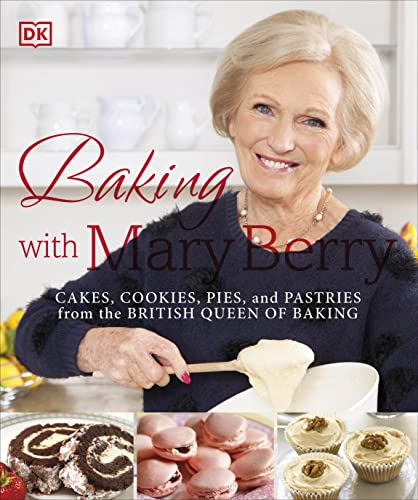 DK
Baking
with Mary Berry
CAKES, COOKIES, PIES, and PASTRIES
from the BRITISH QUEEN OF BAKING